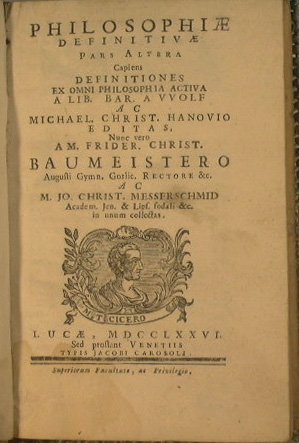 PHILOSOPHIÆ
DEFINITIVÆ
PARS ALTERA
Capiens
DEFINITIONES
EX OMNI PHILOSOPHIA ACTIVA
A LIB. BAR. A VVOLF
AC
MICHAEL. CHRIST. HANOVIO
EDITAS,
Nunc vero
A M. FRIDER. CHRIST.
BAUMEISTERO
Augusti Gymn. Gorlic. RECTORE &c.
AC
M. JO. CHRIST. MESSERSCHMID
Academ. Jen. & Lips. sodali &c.
in unum collectas.
CICERO
LUCÆ, MDCCLXXVI.
Sed prostant VENETIIS
TYPIS JACOBI CAROBOLI.
Superiorum Facultate, ac Privilegio.